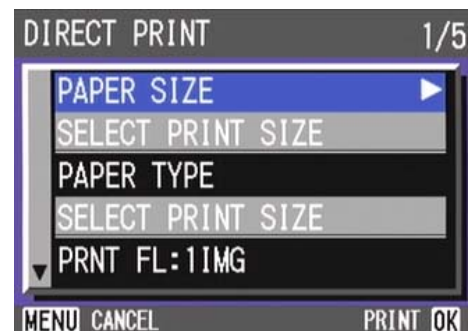 DIRECT PRINT 1/5
PAPER SIZE
SELECT PRINT SIZE
PAPER TYPE
SELECT PRINT SIZE
PRNT FL:1IMG
MENU CANCEL PRINT OK